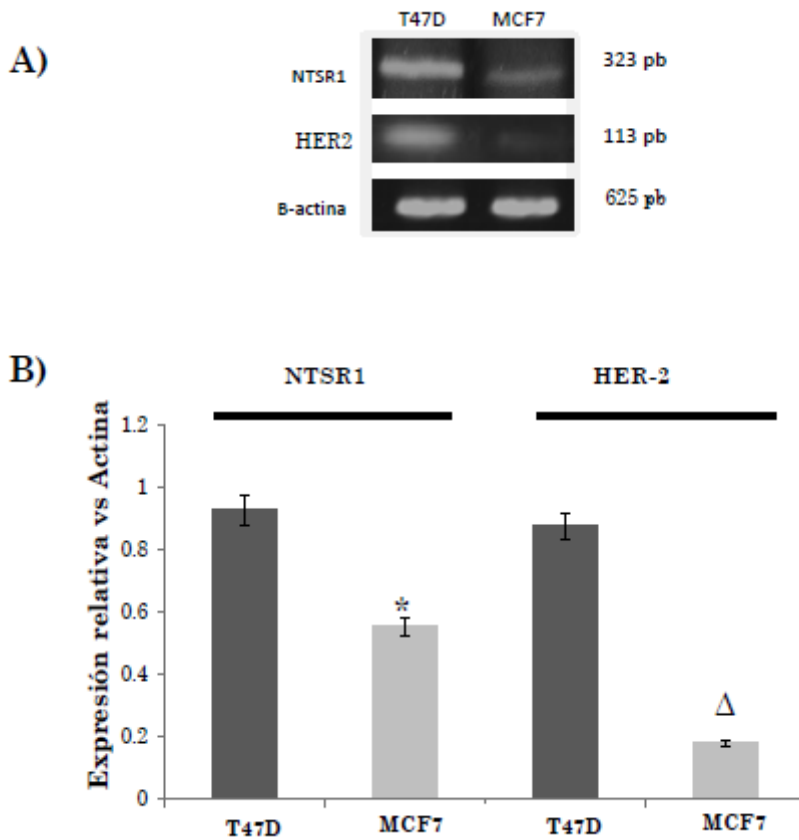 A)
T47D MCF7
NTSR1 323 pb
HER2 113 pb
B-actina 625 pb
B)
NTSR1 HER-2
Expresión relativa vs Actina
1.2
1
0.8
0.6
0.4
0.2
0
*
Δ
T47D MCF7 T47D MCF7